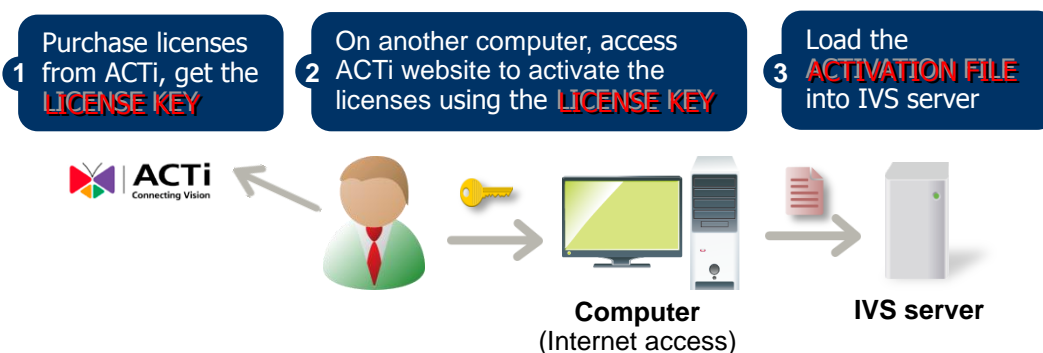 1
Purchase licenses
from ACTi, get the
LICENSE KEY
2
On another computer, access
ACTi website to activate the
licenses using the LICENSE KEY
3
Load the
ACTIVATION FILE
into IVS server
ACTi
Connecting Vision
Computer
(Internet access)
IVS server